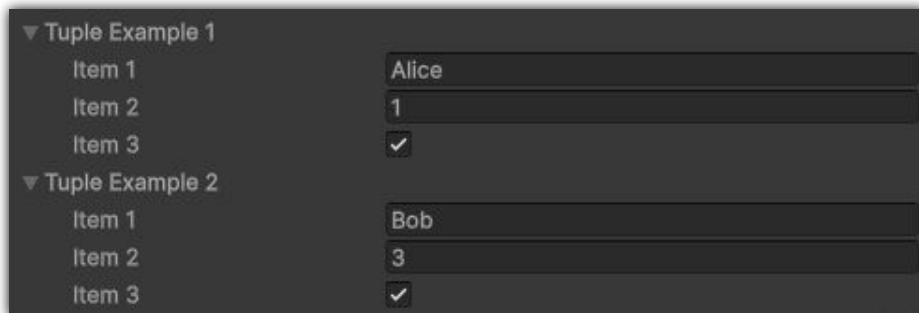 Tuple Example 1
Item 1 Alice
Item 2 1
Item 3
Tuple Example 2
Item 1 Bob
Item 2 3
Item 3